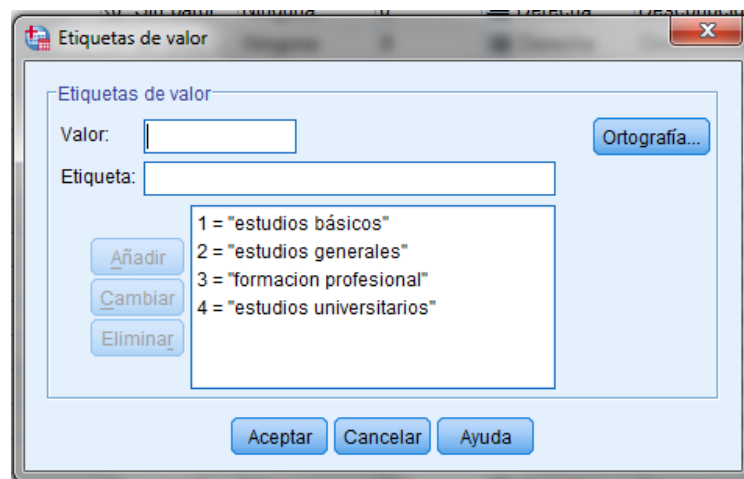 Etiquetas de valor
Etiquetas de valor
Valor:
Ortografía...
Etiqueta:
1 = "estudios básicos"
2 = "estudios generales"
3 = "formacion profesional"
4 = "estudios universitarios"
Añadir
Cambiar
Eliminar
Aceptar Cancelar Ayuda